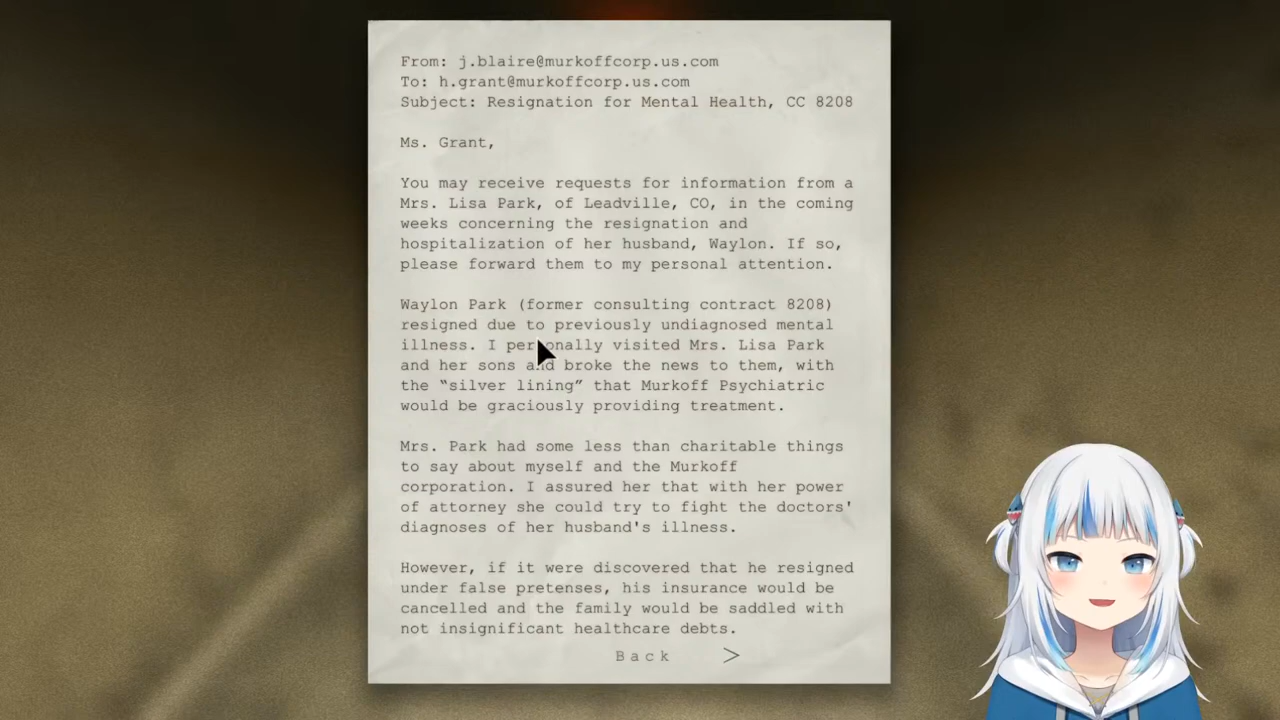 From: j.blaire@murkoffcorp.us.com
To: h.grant@murkoffcorp.us.com
Subject: Resignation for Mental Health, CC 8208
Ms. Grant,
You may receive requests for information from a
Mrs. Lisa Park, of Leadville, CO, in the coming
weeks concerning the resignation and
hospitalization of her husband, Waylon. If so,
please forward them to my personal attention.
Waylon Park (former consulting contract 8208)
resigned due to previously undiagnosed mental
illness. I personally visited Mrs. Lisa Park
and her sons and broke the news to them, with
the “silver lining” that Murkoff Psychiatric
would be graciously providing treatment.
Mrs. Park had some less than charitable things
to say about myself and the Murkoff
corporation. I assured her that with her power
of attorney she could try to fight the doctors'
diagnoses of her husband's illness.
However, if it were discovered that he resigned
under false pretenses, his insurance would be
cancelled and the family would be saddled with
not insignificant healthcare debts.
Back >